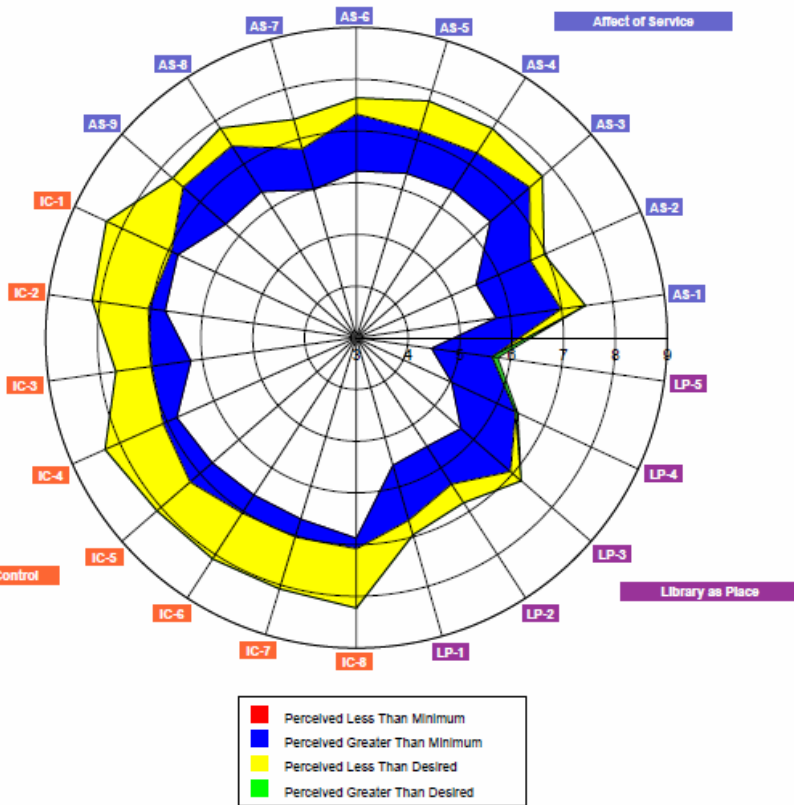 AS-6
AS-7
AS-5
Affect of Service
AS-8
AS-4
AS-9
AS-3
IC-1
AS-2
IC-2
AS-1
3 4 5 6 7 8 9
IC-3
LP-5
IC-4
LP-4
IC-5
LP-3
Control
Library as Place
IC-6
LP-2
IC-7
LP-1
IC-8
Perceived Less Than Minimum
Perceived Greater Than Minimum
Perceived Less Than Desired
Perceived Greater Than Desired